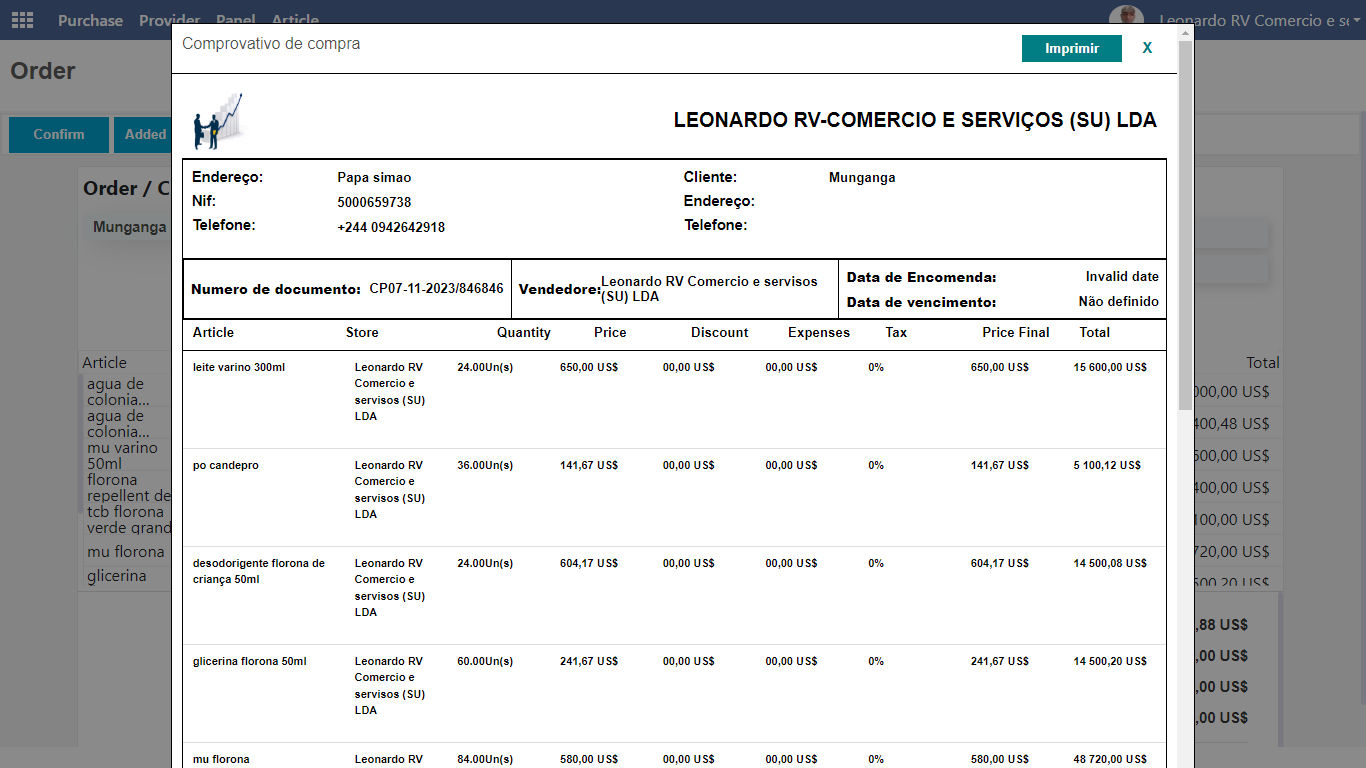 Purchase Provider Panel Article
Leonardo RV Comercio e se
Order
Confirm Added
Order / C
Munganga
Article Total
agua de
colonia...
agua de
colonia...
mu varino
50ml
florona
repellent de
tcb florona
verde grand
mu florona
glicerina
000,00 US$
400,48 US$
600,00 US$
400,00 US$
100,00 US$
720,00 US$
500,20 US$
,88 US$
,00 US$
,00 US$
,00 US$
Comprovativo de compra
Imprimir X
LEONARDO RV-COMERCIO E SERVIÇOS (SU) LDA
Endereço: Papa simao Cliente: Munganga
Nif: 5000659738 Endereço:
Telefone: +244 0942642918 Telefone:
Numero de documento: CP07-11-2023/846846
Vendedore: Leonardo RV Comercio e servisos
(SU) LDA
Data de Encomenda: Invalid date
Data de vencimento: Não definido
Article Store Quantity Price Discount Expenses Tax Price Final Total
leite varino 300ml Leonardo RV 24.00Un(s) 650,00 US$ 00,00 US$ 00,00 US$ 0% 650,00 US$ 15 600,00 US$
Comercio e
servisos (SU)
LDA
po candepro Leonardo RV 36.00Un(s) 141,67 US$ 00,00 US$ 00,00 US$ 0% 141,67 US$ 5 100,12 US$
Comercio e
servisos (SU)
LDA
desodorigente florona de Leonardo RV 24.00Un(s) 604,17 US$ 00,00 US$ 00,00 US$ 0% 604,17 US$ 14 500,08 US$
criança 50ml Comercio e
servisos (SU)
LDA
glicerina florona 50ml Leonardo RV 60.00Un(s) 241,67 US$ 00,00 US$ 00,00 US$ 0% 241,67 US$ 14 500,20 US$
Comercio e
servisos (SU)
LDA
mu florona Leonardo RV 84.00Un(s) 580,00 US$ 00,00 US$ 00,00 US$ 0% 580,00 US$ 48 720,00 US$